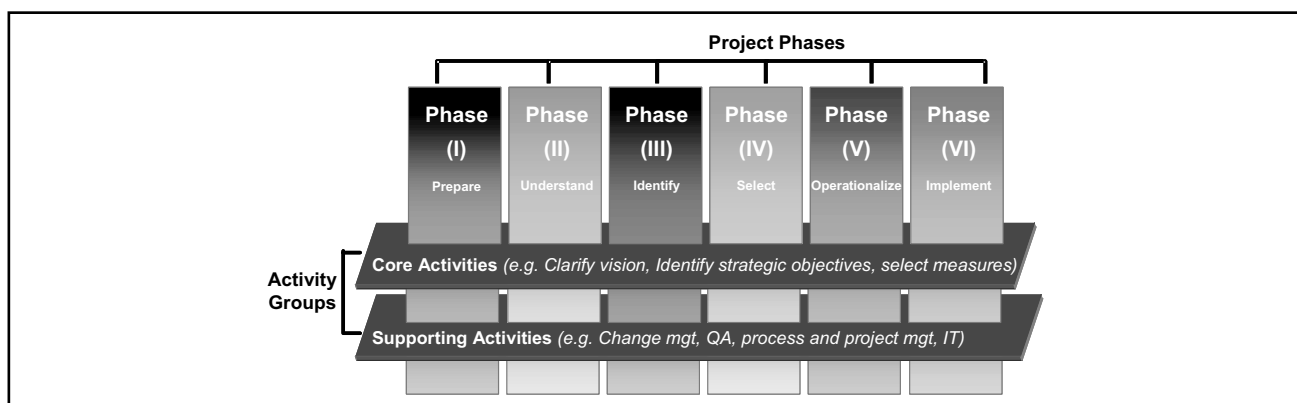 Project Phases
Phase
(I)
Prepare
Phase
(II)
Understand
Phase
(III)
Identify
Phase
(IV)
Select
Phase
(V)
Operationalize
Phase
(VI)
Implement
Activity
Groups
Core Activities (e.g. Clarify vision, Identify strategic objectives, select measures)
Supporting Activities (e.g. Change mgt, QA, process and project mgt, IT)